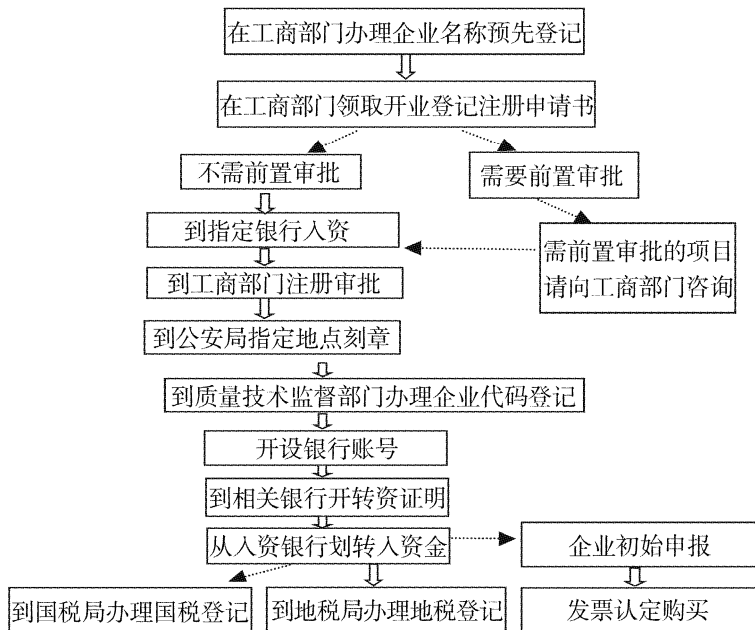 在工商部门办理企业名称预先登记
在工商部门领取开业登记注册申请书
不需前置审批
需要前置审批
到指定银行入资
需前置审批的项目
请向工商部门咨询
到工商部门注册审批
到公安局指定地点刻章
到质量技术监督部门办理企业代码登记
开设银行账号
到相关银行开转资证明
从入资银行划转入资金
企业初始申报
到国税局办理国税登记
到地税局办理地税登记
发票认定购买